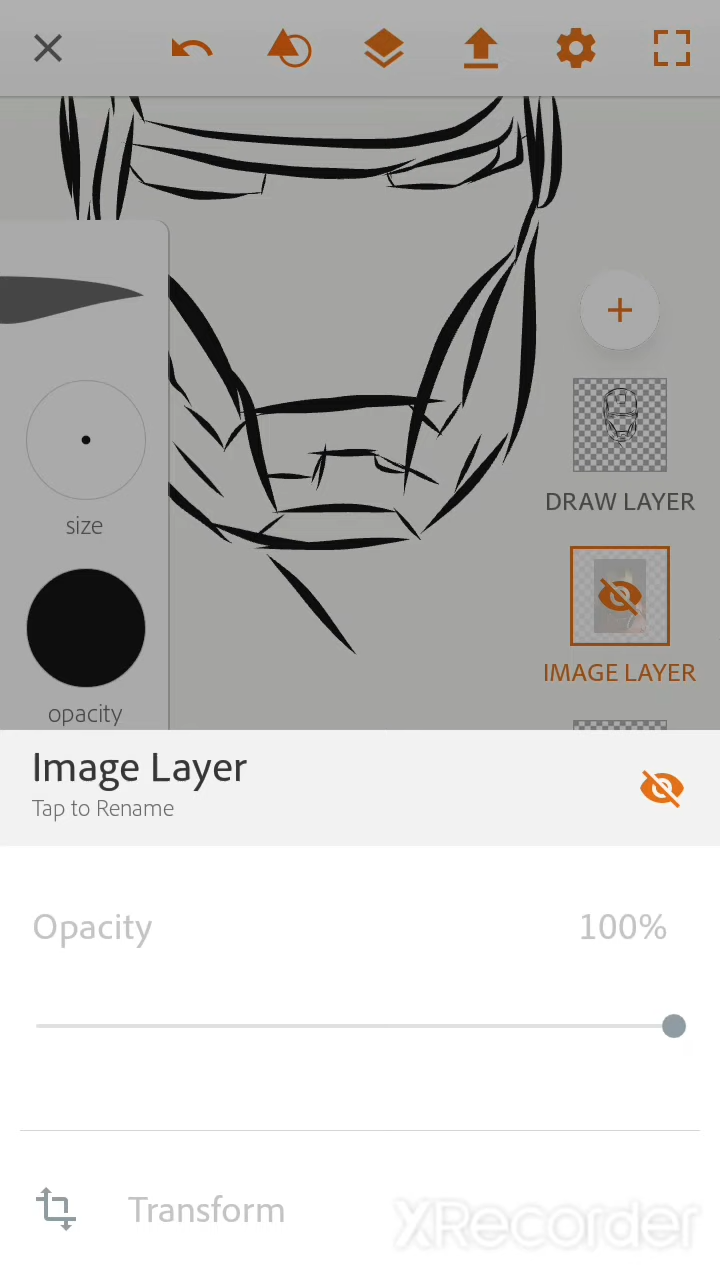 size
opacity
DRAW LAYER
IMAGE LAYER
Image Layer
Tap to Rename
Opacity 100%
Transform
XRecorder